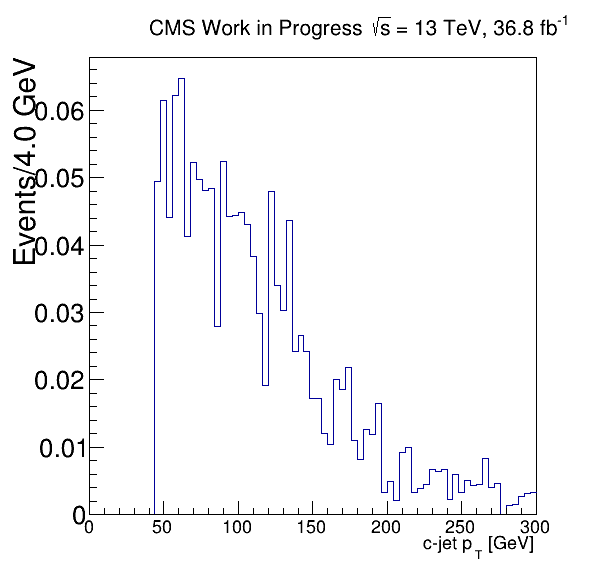 CMS Work in Progress √s = 13 TeV, 36.8 fb⁻¹
Events/4.0 GeV
0.06
0.05
0.04
0.03
0.02
0.01
0
0 50 100 150 200 250 300
c-jet p_T [GeV]